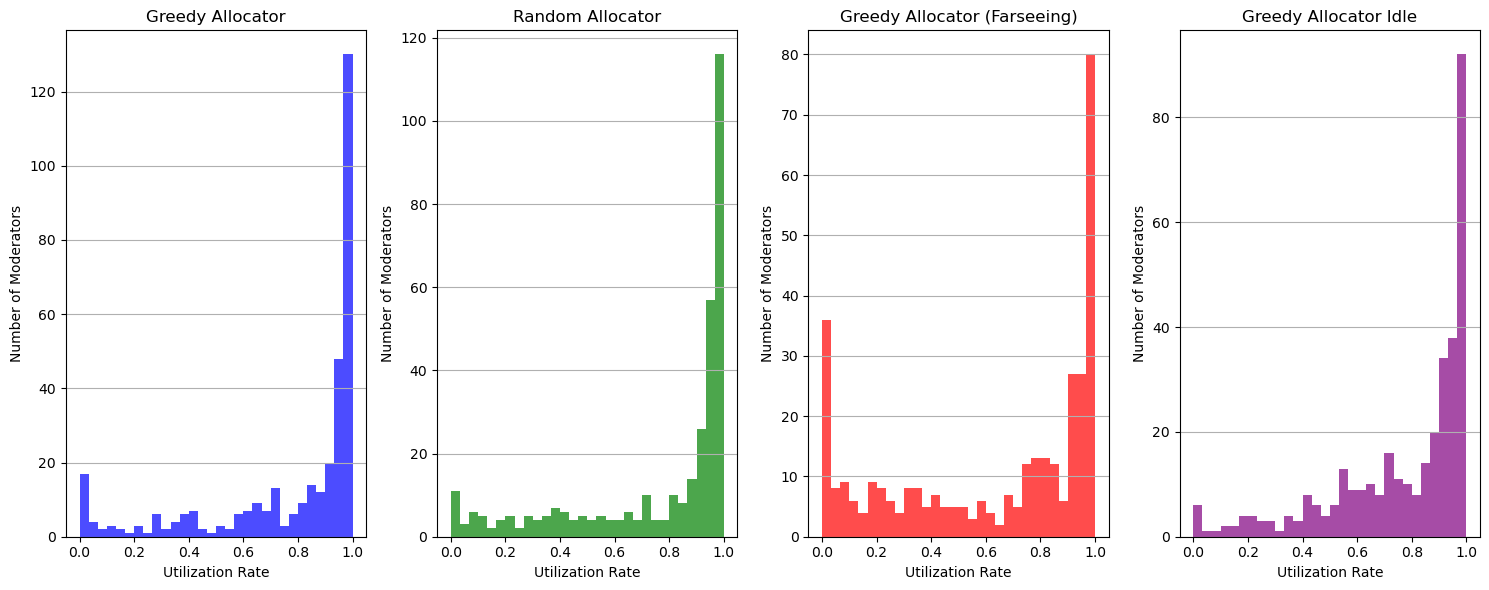 Greedy Allocator
Number of Moderators
120
100
80
60
40
20
0
0.0 0.2 0.4 0.6 0.8 1.0
Utilization Rate
Random Allocator
Number of Moderators
120
100
80
60
40
20
0
0.0 0.2 0.4 0.6 0.8 1.0
Utilization Rate
Greedy Allocator (Farseeing)
Number of Moderators
80
70
60
50
40
30
20
10
0
0.0 0.2 0.4 0.6 0.8 1.0
Utilization Rate
Greedy Allocator Idle
Number of Moderators
80
60
40
20
0
0.0 0.2 0.4 0.6 0.8 1.0
Utilization Rate